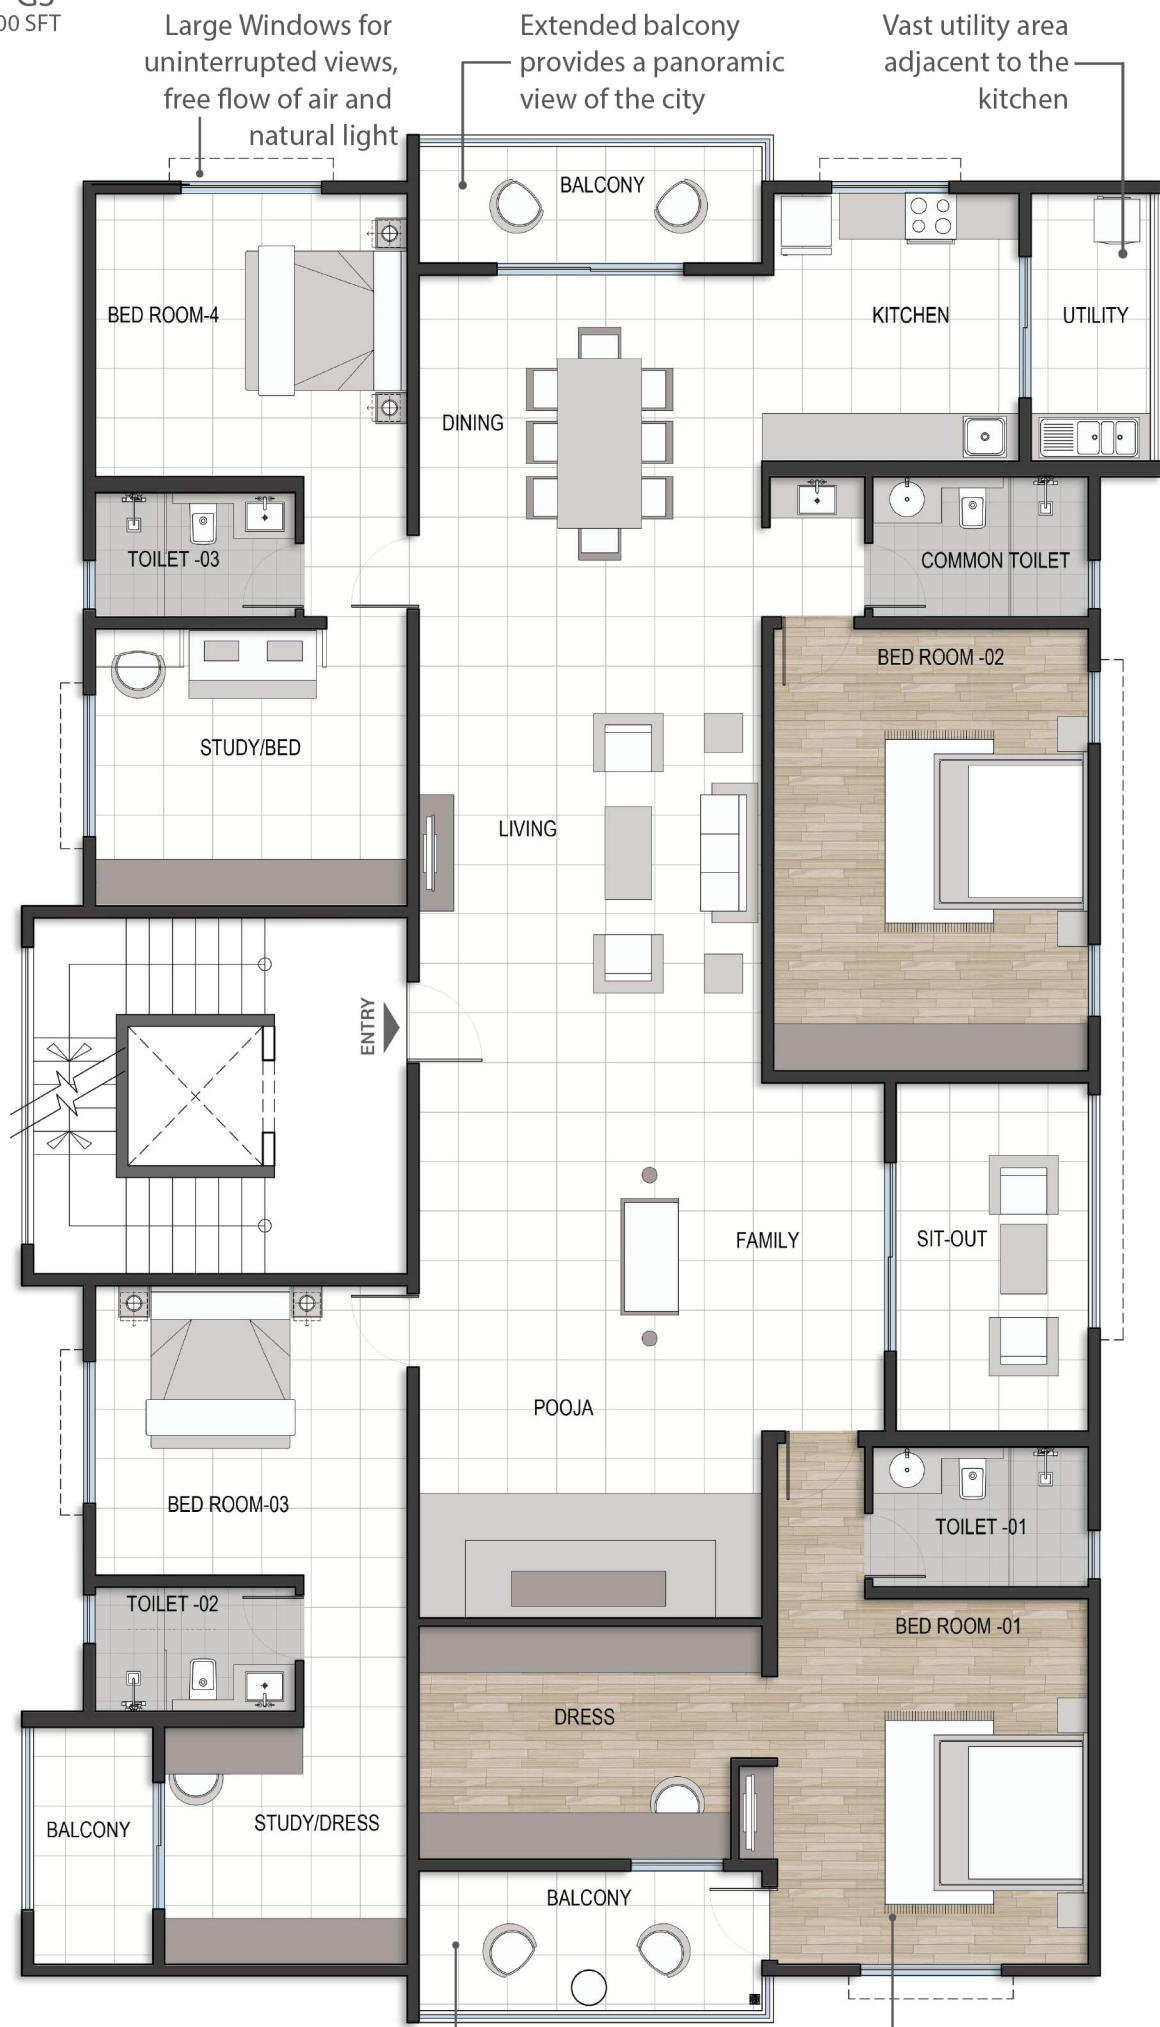 00 SFT
Large Windows for
uninterrupted views,
free flow of air and
natural light
Extended balcony
provides a panoramic
view of the city
Vast utility area
adjacent to the
kitchen
BALCONY
BED ROOM-4
KITCHEN
UTILITY
DINING
TOILET -03
COMMON TOILET
BED ROOM -02
STUDY/BED
LIVING
ENTRY
FAMILY
SIT-OUT
POOJA
BED ROOM-03
TOILET -01
TOILET -02
BED ROOM -01
DRESS
BALCONY
STUDY/DRESS
BALCONY